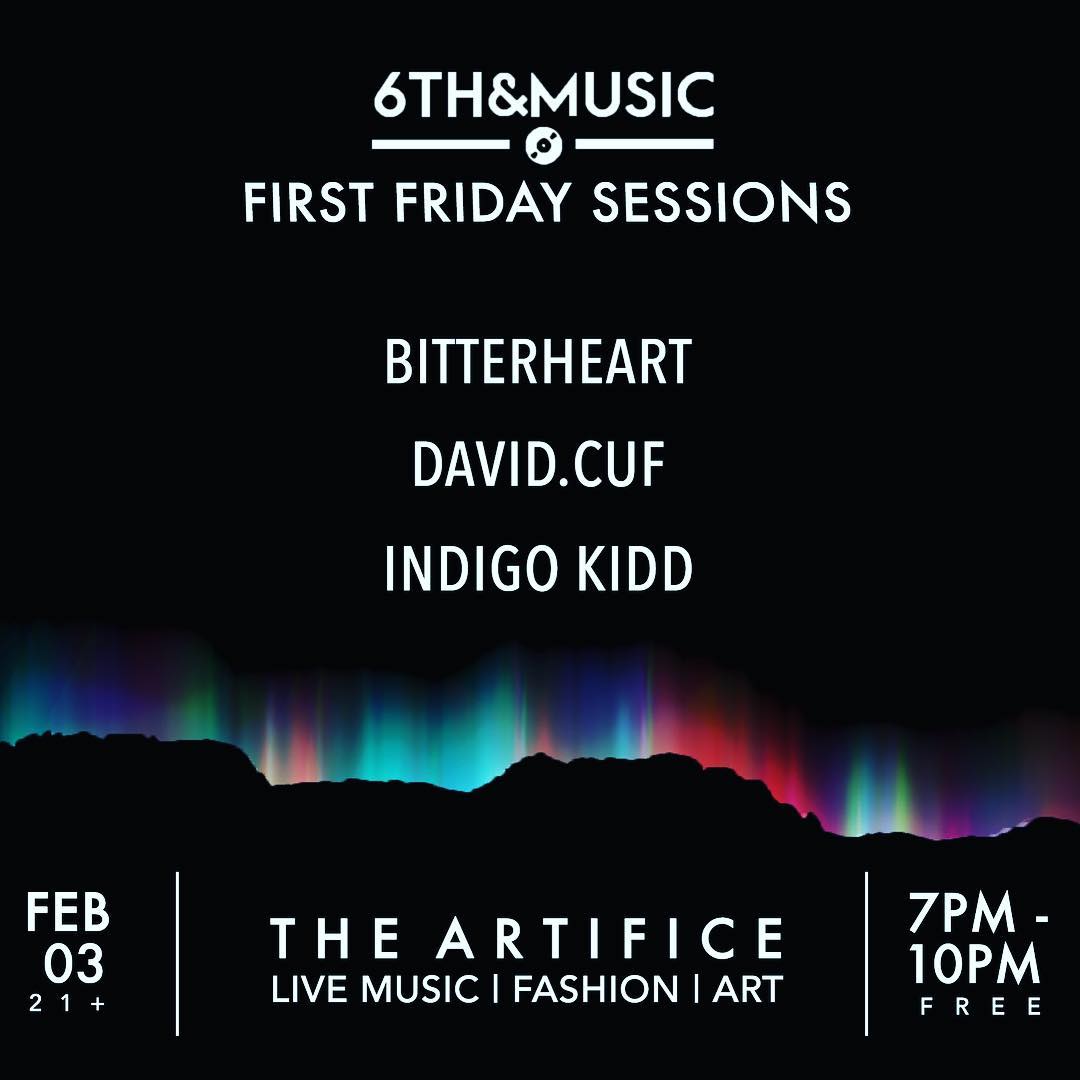 6TH&MUSIC
FIRST FRIDAY SESSIONS
BITTERHEART
DAVID.CUF
INDIGO KIDD
FEB
03
21+
THE ARTIFICE
LIVE MUSIC | FASHION | ART
7PM -
10PM
FREE